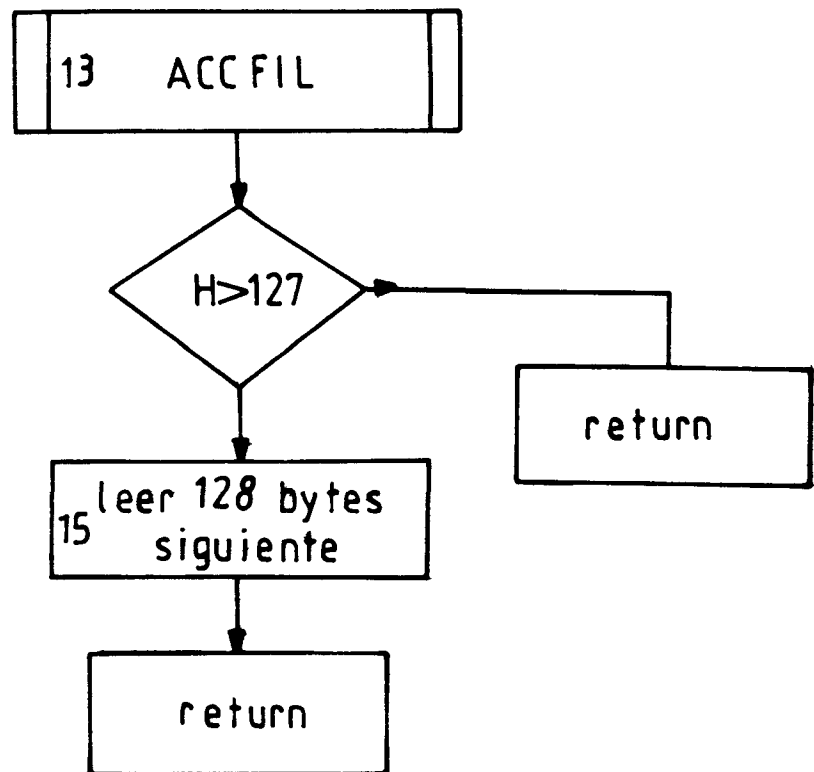 13 ACCFIL
H>127
return
leer 128 bytes
15 siguiente
return